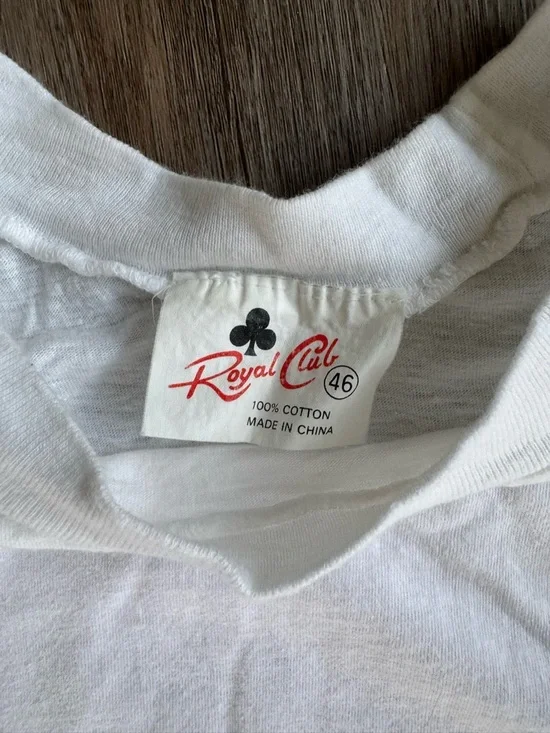 Royal Club
46
100% COTTON
MADE IN CHINA